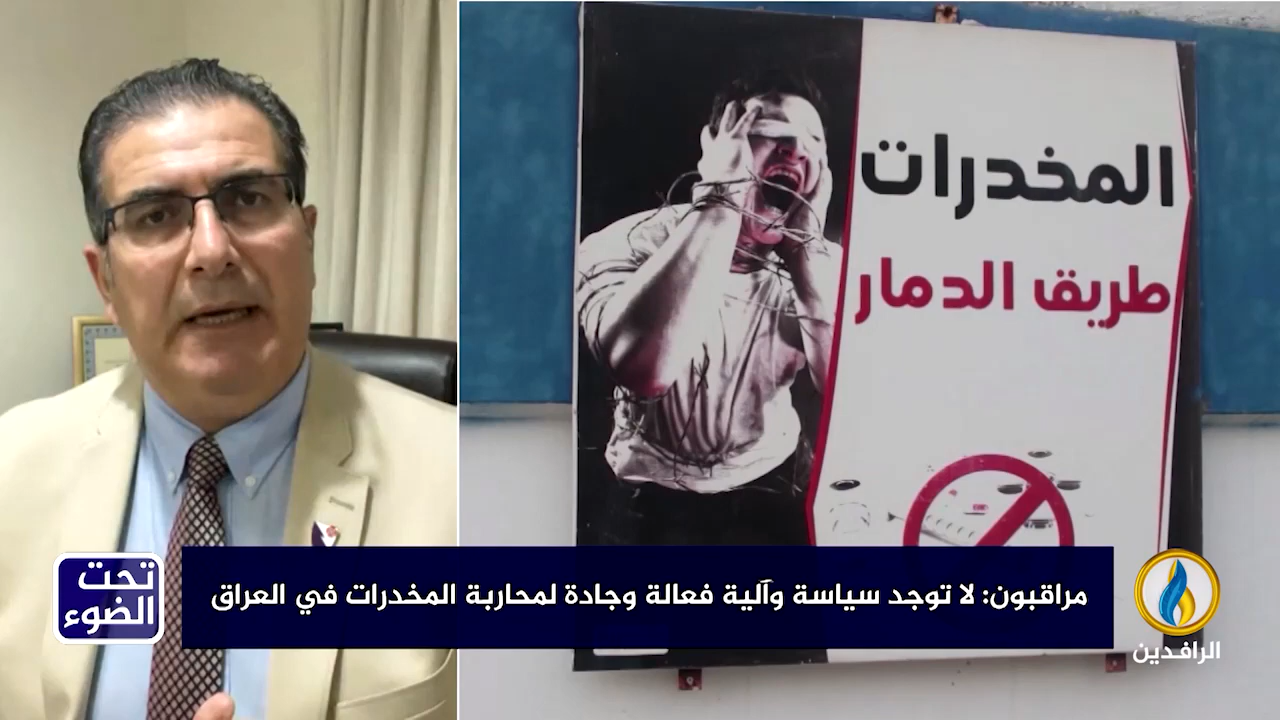 المخدرات
طريق الدمار
مراقبون: لا توجد سياسة وآلية فعالة وجادة لمحاربة المخدرات في العراق
تحت
الضوء
الرافدين